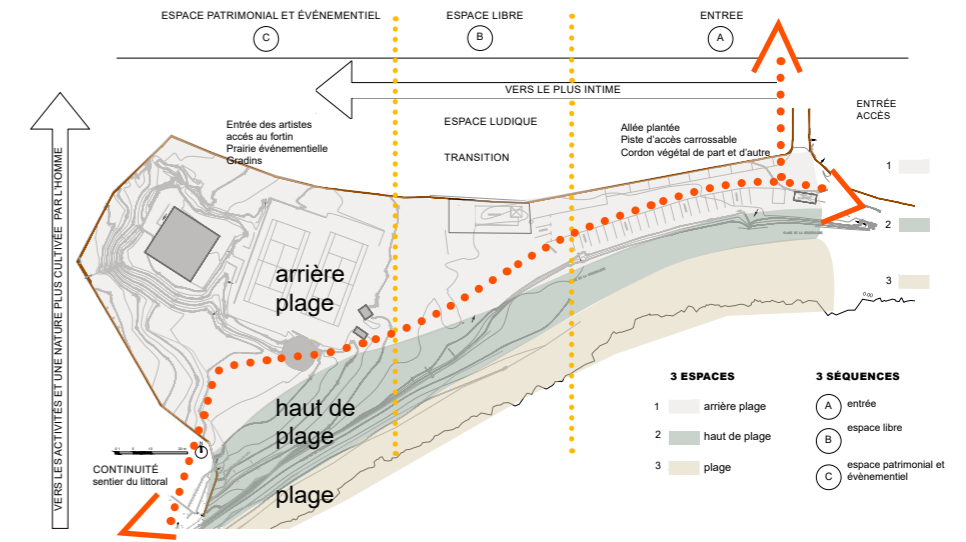 ESPACE PATRIMONIAL ET ÉVÉNEMENTIEL
C
ESPACE LIBRE
B
ENTREE
A
VERS LE PLUS INTIME
ENTRÉE
ACCÈS
1
2
3
Entrée des artistes
accés au fortin
Prairie événementielle
Gradins
ESPACE LUDIQUE
TRANSITION
Allée plantée
Piste d'accès carrossable
Cordon végétal de part et d'autre
VERS LES ACTIVITÉS ET UNE NATURE PLUS CULTIVÉE PAR L'HOMME
arrière
plage
haut de
plage
plage
0.00
CONTINUITÉ
sentier du littoral
3 ESPACES
1 arrière plage
2 haut de plage
3 plage
3 SÉQUENCES
A entrée
B espace libre
C espace patrimonial et
évènementiel